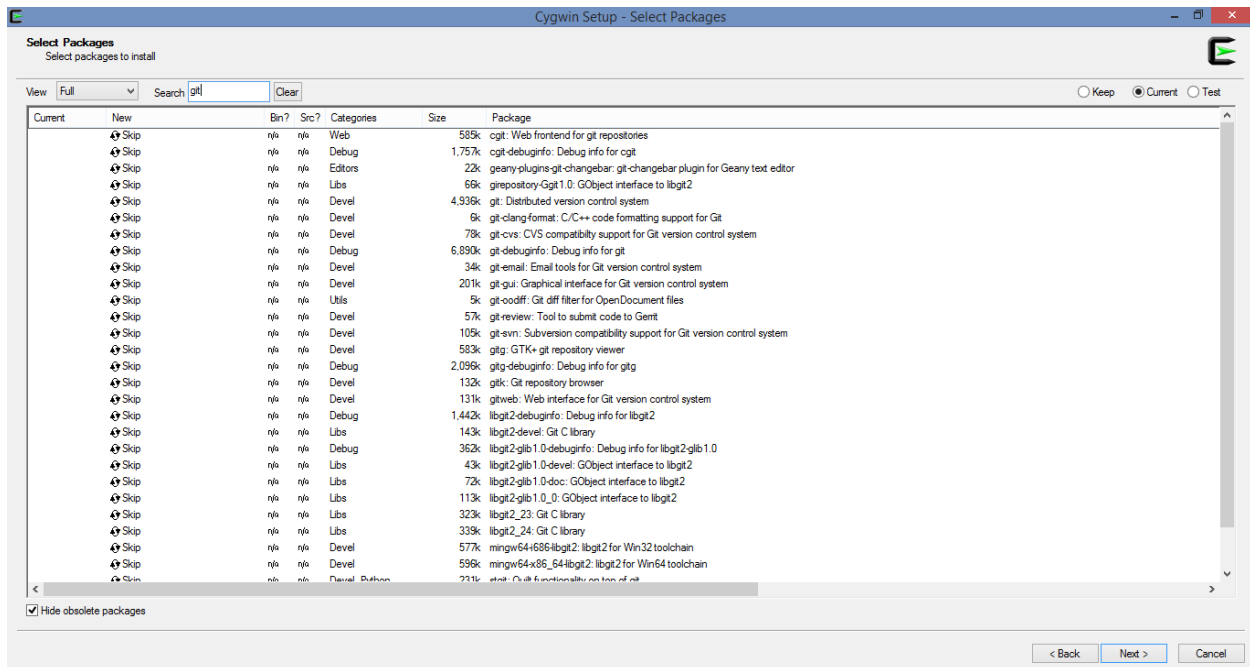 Cygwin Setup - Select Packages
Select Packages
Select packages to install
View Full Search git Clear Keep Current Test
Current New Bin? Src? Categories Size Package
Skip n/a n/a Web 585k cgit: Web frontend for git repositories
Skip n/a n/a Debug 1,757k cgit-debuginfo: Debug info for cgit
Skip n/a n/a Editors 22k geany-plugins-git-changebar: git-changebar plugin for Geany text editor
Skip n/a n/a Libs 66k girepository-Ggit1.0: GObject interface to libgit2
Skip n/a n/a Devel 4,936k git: Distributed version control system
Skip n/a n/a Devel 6k git-clang-format: C/C++ code formatting support for Git
Skip n/a n/a Devel 78k git-cvs: CVS compatibilty support for Git version control system
Skip n/a n/a Debug 6,890k git-debuginfo: Debug info for git
Skip n/a n/a Devel 34k git-email: Email tools for Git version control system
Skip n/a n/a Devel 201k git-gui: Graphical interface for Git version control system
Skip n/a n/a Utils 5k git-oodiff: Git diff filter for OpenDocument files
Skip n/a n/a Devel 57k git-review: Tool to submit code to Gerrit
Skip n/a n/a Devel 105k git-svn: Subversion compatibility support for Git version control system
Skip n/a n/a Devel 583k gitg: GTK+ git repository viewer
Skip n/a n/a Debug 2,096k gitg-debuginfo: Debug info for gitg
Skip n/a n/a Devel 132k gitk: Git repository browser
Skip n/a n/a Devel 131k gitweb: Web interface for Git version control system
Skip n/a n/a Debug 1,442k libgit2-debuginfo: Debug info for libgit2
Skip n/a n/a Libs 143k libgit2-devel: Git C library
Skip n/a n/a Debug 362k libgit2-glib1.0-debuginfo: Debug info for libgit2-glib1.0
Skip n/a n/a Libs 43k libgit2-glib1.0-devel: GObject interface to libgit2
Skip n/a n/a Libs 72k libgit2-glib1.0-doc: GObject interface to libgit2
Skip n/a n/a Libs 113k libgit2-glib1.0_0: GObject interface to libgit2
Skip n/a n/a Libs 323k libgit2_23: Git C library
Skip n/a n/a Libs 339k libgit2_24: Git C library
Skip n/a n/a Devel 577k mingw64-i686-libgit2: libgit2 for Win32 toolchain
Skip n/a n/a Devel 596k mingw64-x86_64-libgit2: libgit2 for Win64 toolchain
Skip n/a n/a Devel, Python 231k stgit: Quilt functionality on top of git
Hide obsolete packages
< Back Next > Cancel